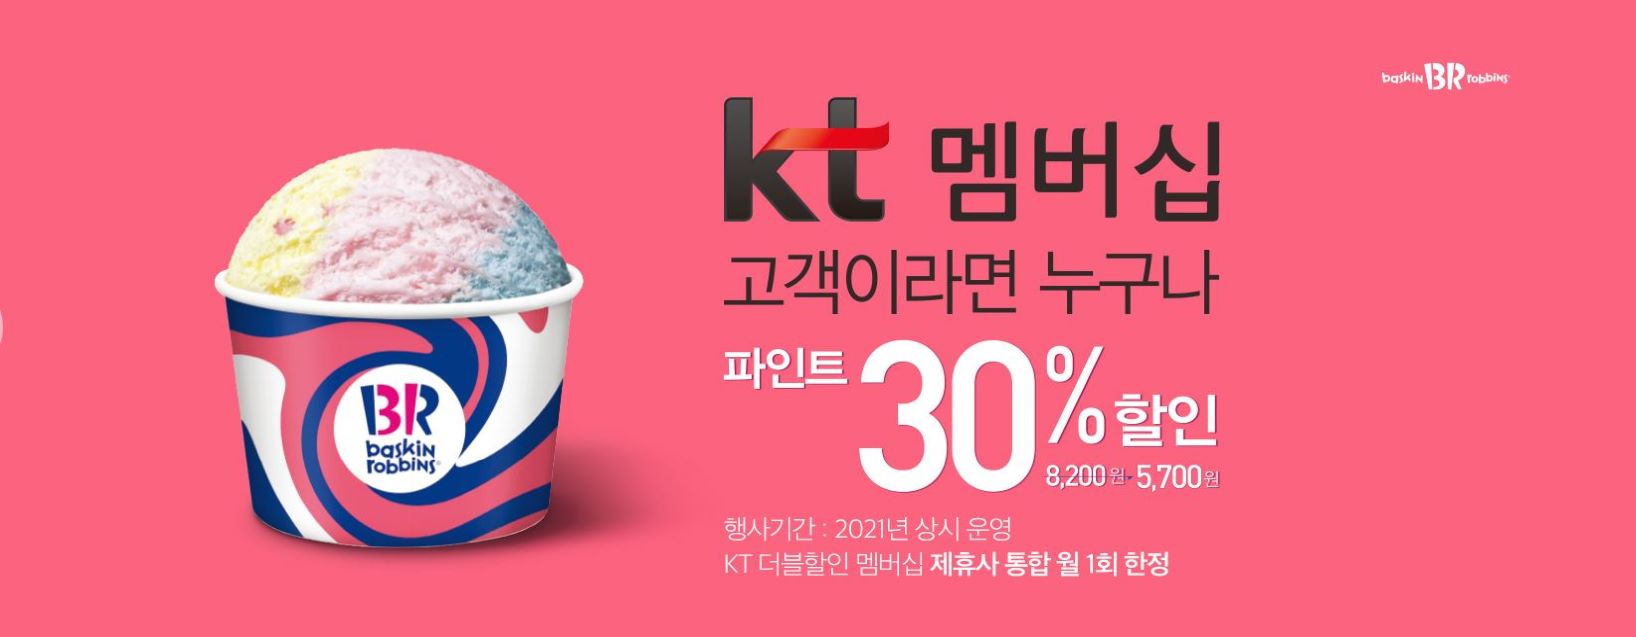 baskin BR robbins
kt 멤버십
고객이라면 누구나
파인트 30% 할인
8,200원 5,700원
행사기간 : 2021년 상시 운영
KT 더블할인 멤버십 제휴사 통합 월 1회 한정
BR
baskin
robbins